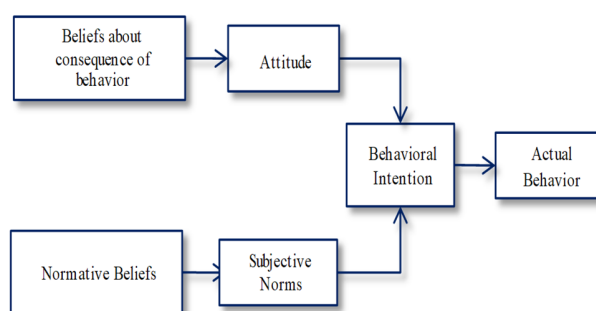 Beliefs about
consequence of
behavior
Attitude
Behavioral
Intention
Actual
Behavior
Normative Beliefs
Subjective
Norms